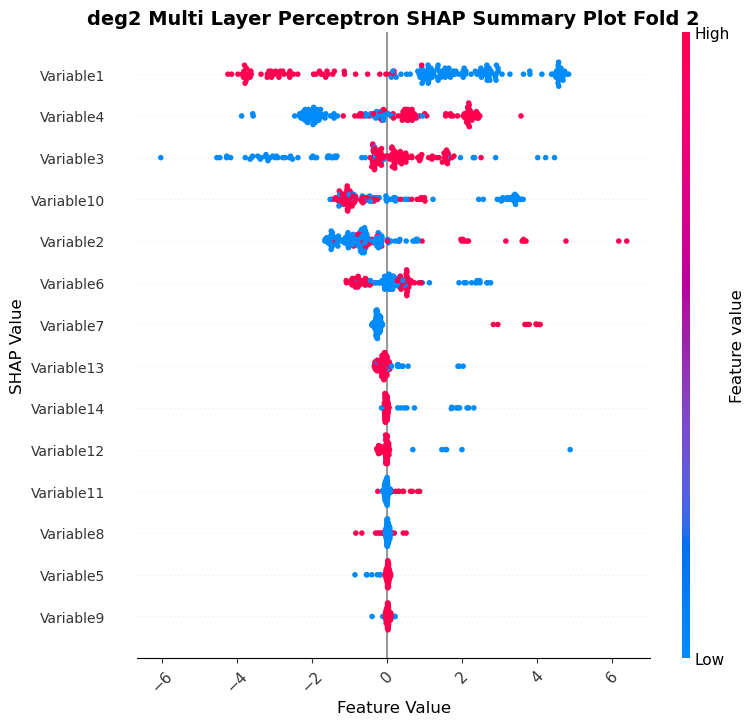 deg2 Multi Layer Perceptron SHAP Summary Plot Fold 2
High
Variable1
Variable4
Variable3
Variable10
Variable2
Variable6
Variable7
Variable13
Variable14
Variable12
Variable11
Variable8
Variable5
Variable9
SHAP Value
Feature value
Low
−6
−4
−2
0
2
4
6
Feature Value